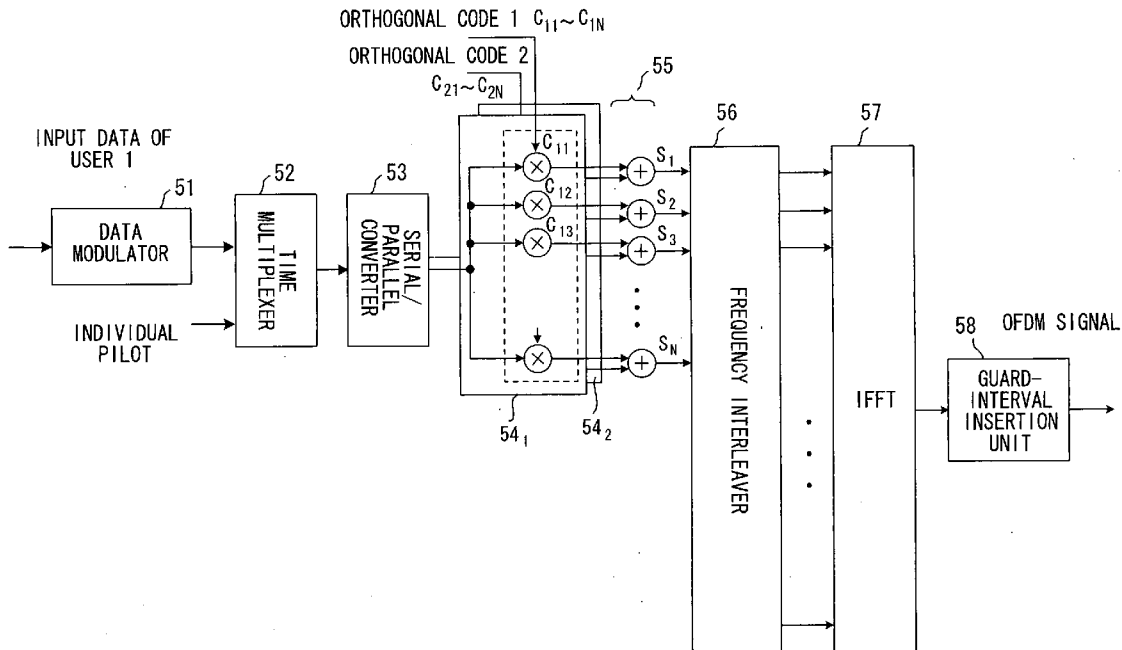 ORTHOGONAL CODE 1 C11~C1N
ORTHOGONAL CODE 2
C21~C2N
55
56
57
INPUT DATA OF
USER 1
51
52
53
C11
S1
DATA
MODULATOR
TIME
MULTIPLEXER
SERIAL/
PARALLEL
CONVERTER
C12
S2
C13
S3
INDIVIDUAL
PILOT
SN
FREQUENCY INTERLEAVER
IFFT
58
OFDM SIGNAL
GUARD-
INTERVAL
INSERTION
UNIT
541
542